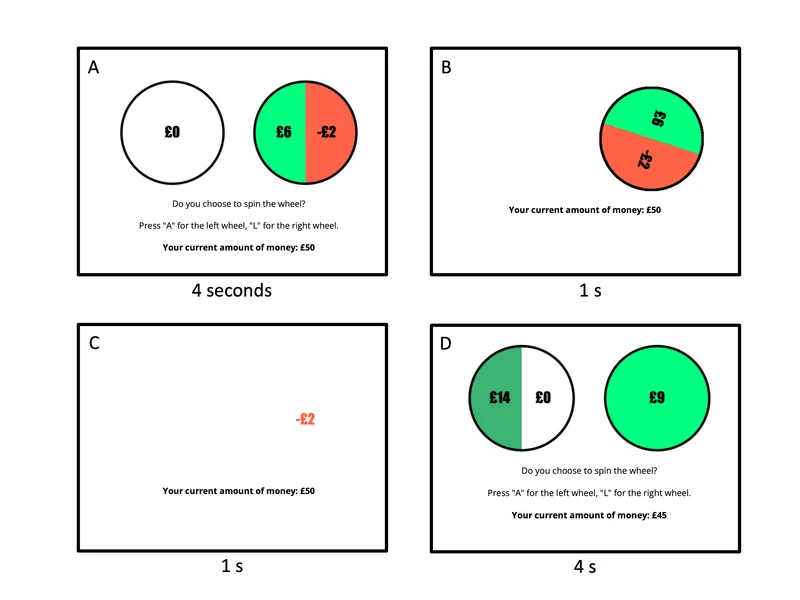 A
£0
£6
-£2
Do you choose to spin the wheel?
Press "A" for the left wheel, "L" for the right wheel.
Your current amount of money: £50
4 seconds
B
£6
-£2
Your current amount of money: £50
1 s
C
-£2
Your current amount of money: £50
1 s
D
£14
£0
£9
Do you choose to spin the wheel?
Press "A" for the left wheel, "L" for the right wheel.
Your current amount of money: £45
4 s